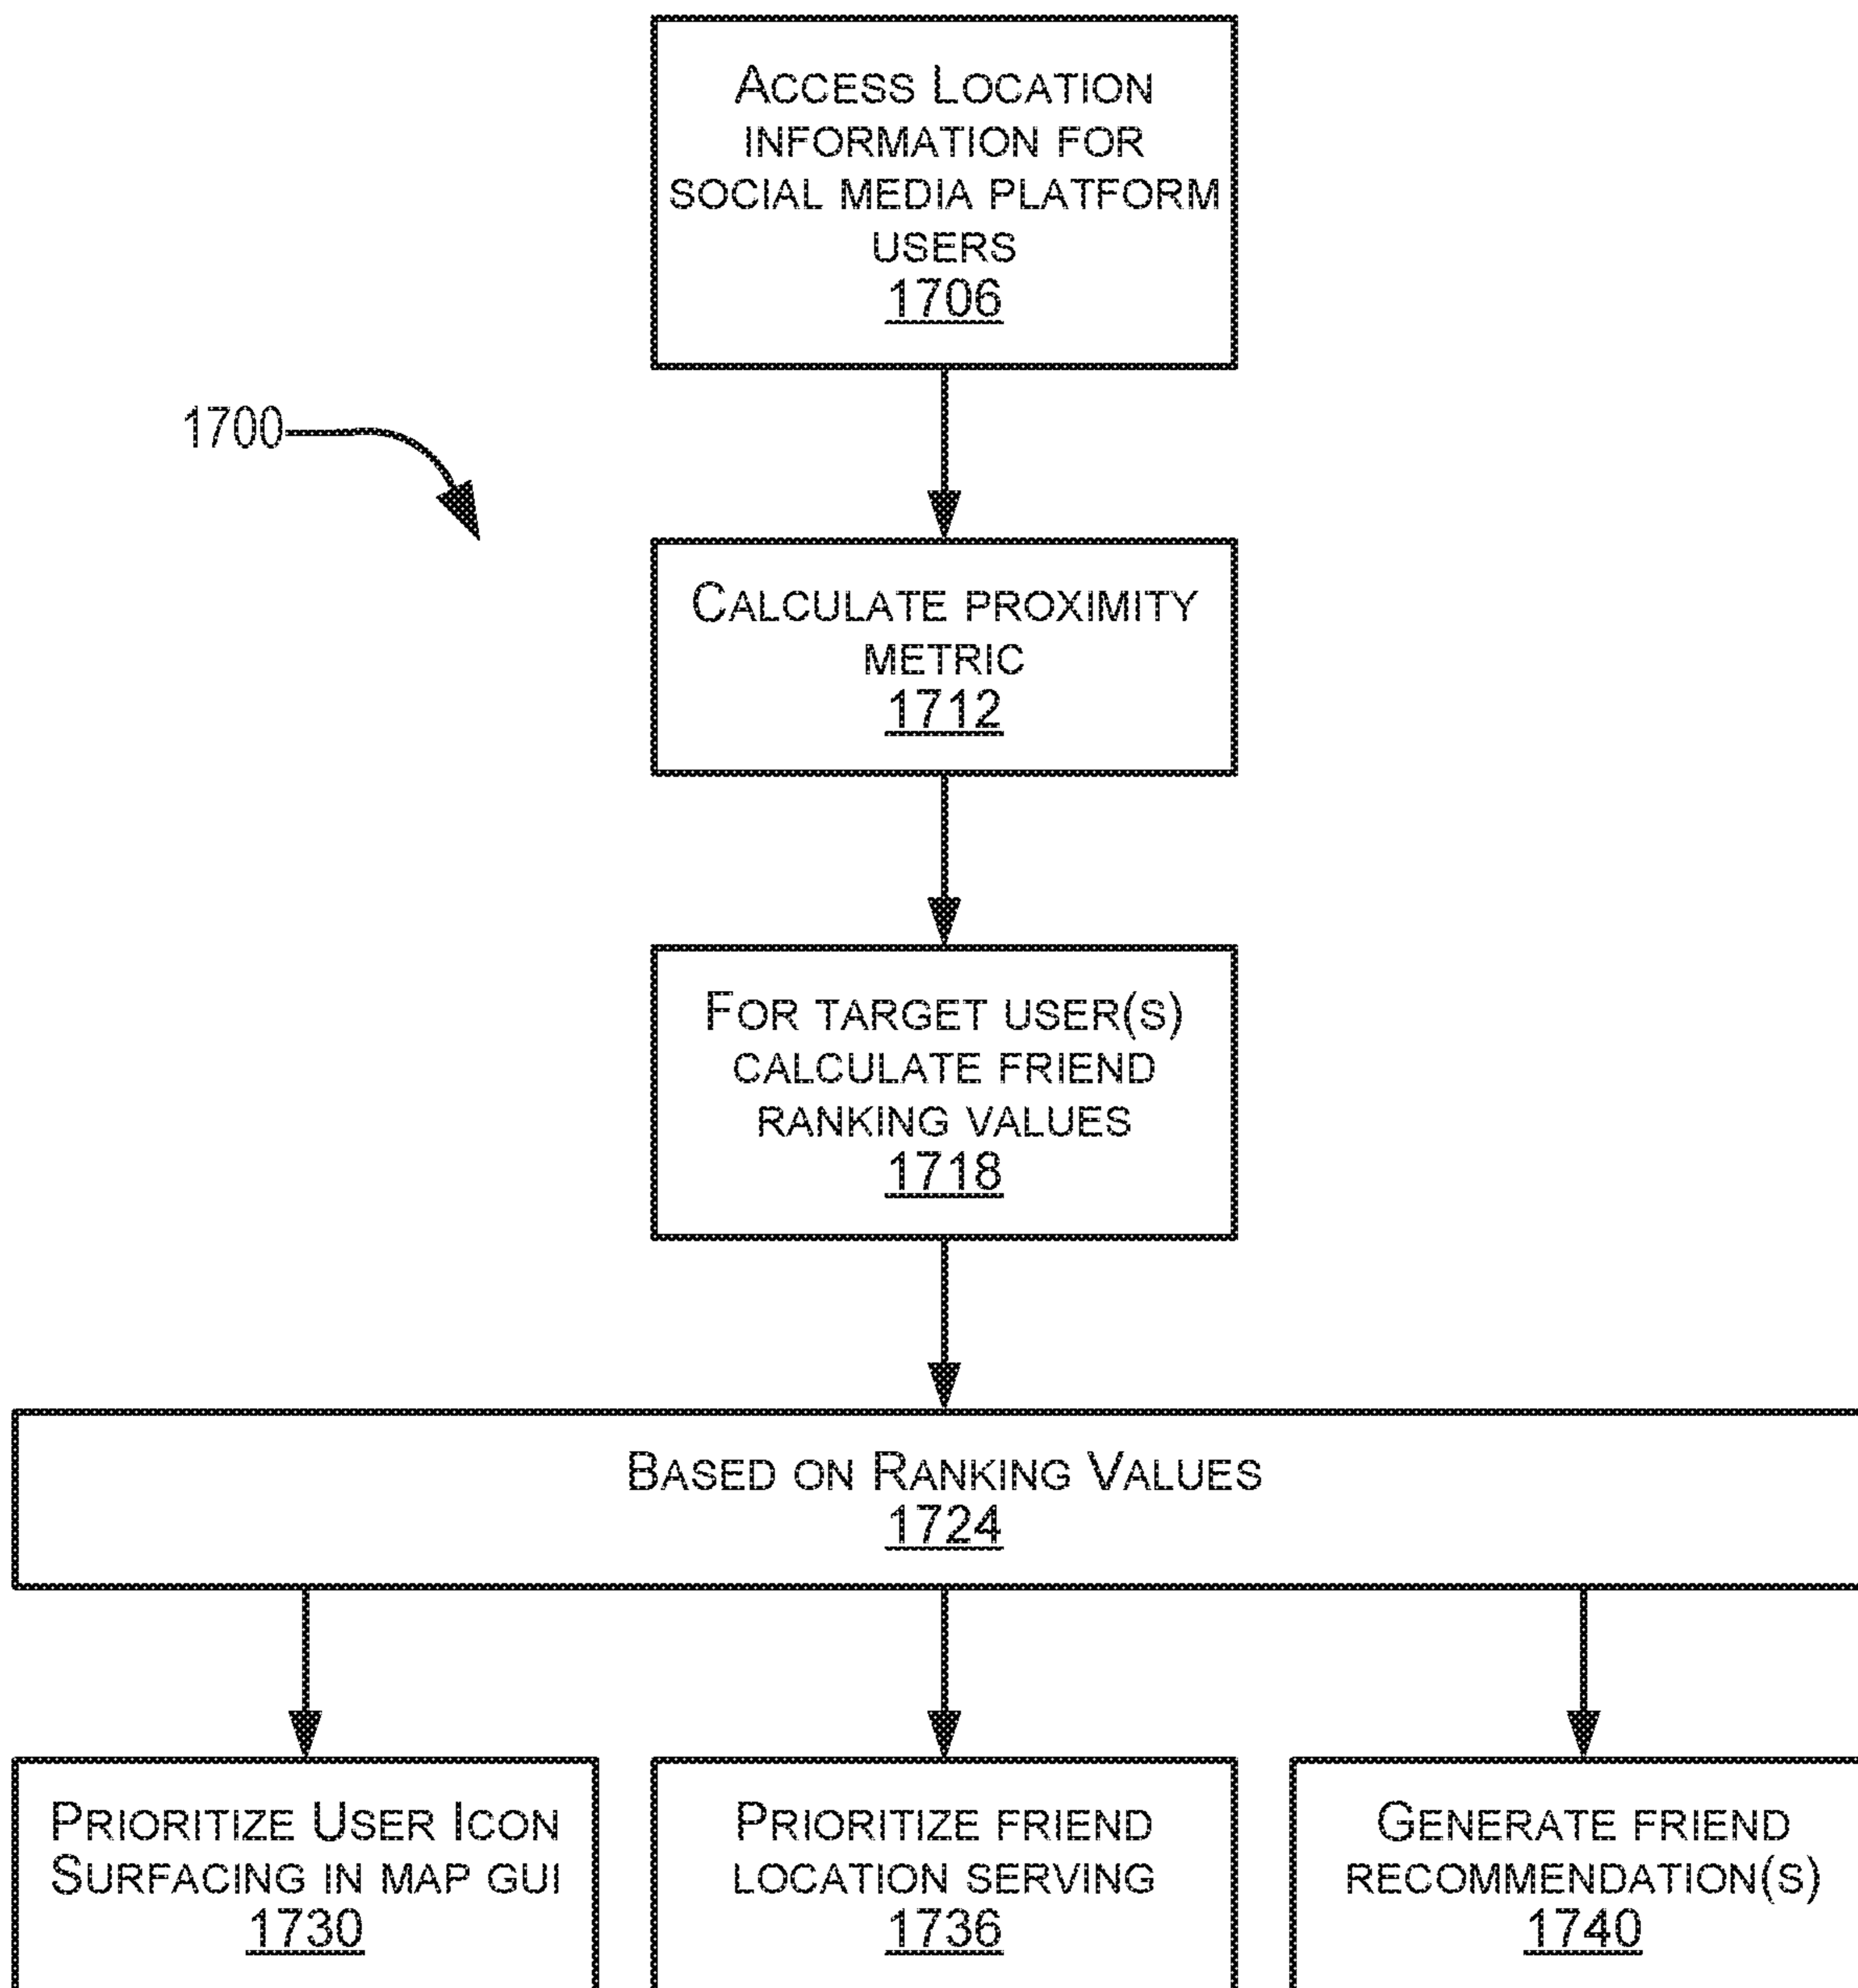 ACCESS LOCATION
INFORMATION FOR
SOCIAL MEDIA PLATFORM
USERS
1706
1700
CALCULATE PROXIMITY
METRIC
1712
FOR TARGET USER(S)
CALCULATE FRIEND
RANKING VALUES
1718
BASED ON RANKING VALUES
1724
PRIORITIZE USER ICON
SURFACING IN MAP GUI
1730
PRIORITIZE FRIEND
LOCATION SERVING
1736
GENERATE FRIEND
RECOMMENDATION(S)
1740